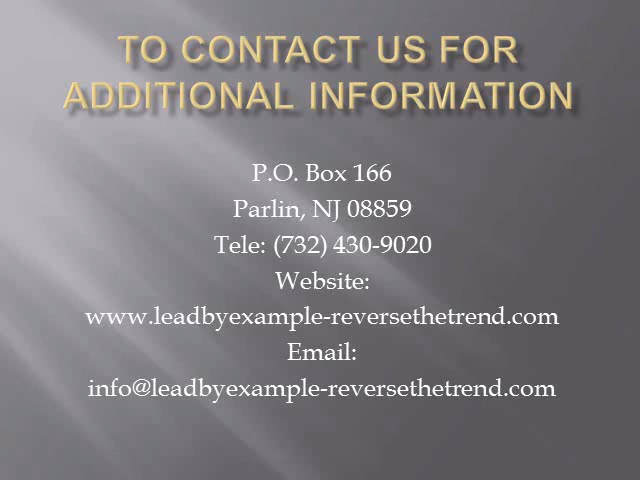 TO CONTACT US FOR
ADDITIONAL INFORMATION
P.O. Box 166
Parlin, NJ 08859
Tele: (732) 430-9020
Website:
www.leadbyexample-reversethetrend.com
Email:
info@leadbyexample-reversethetrend.com